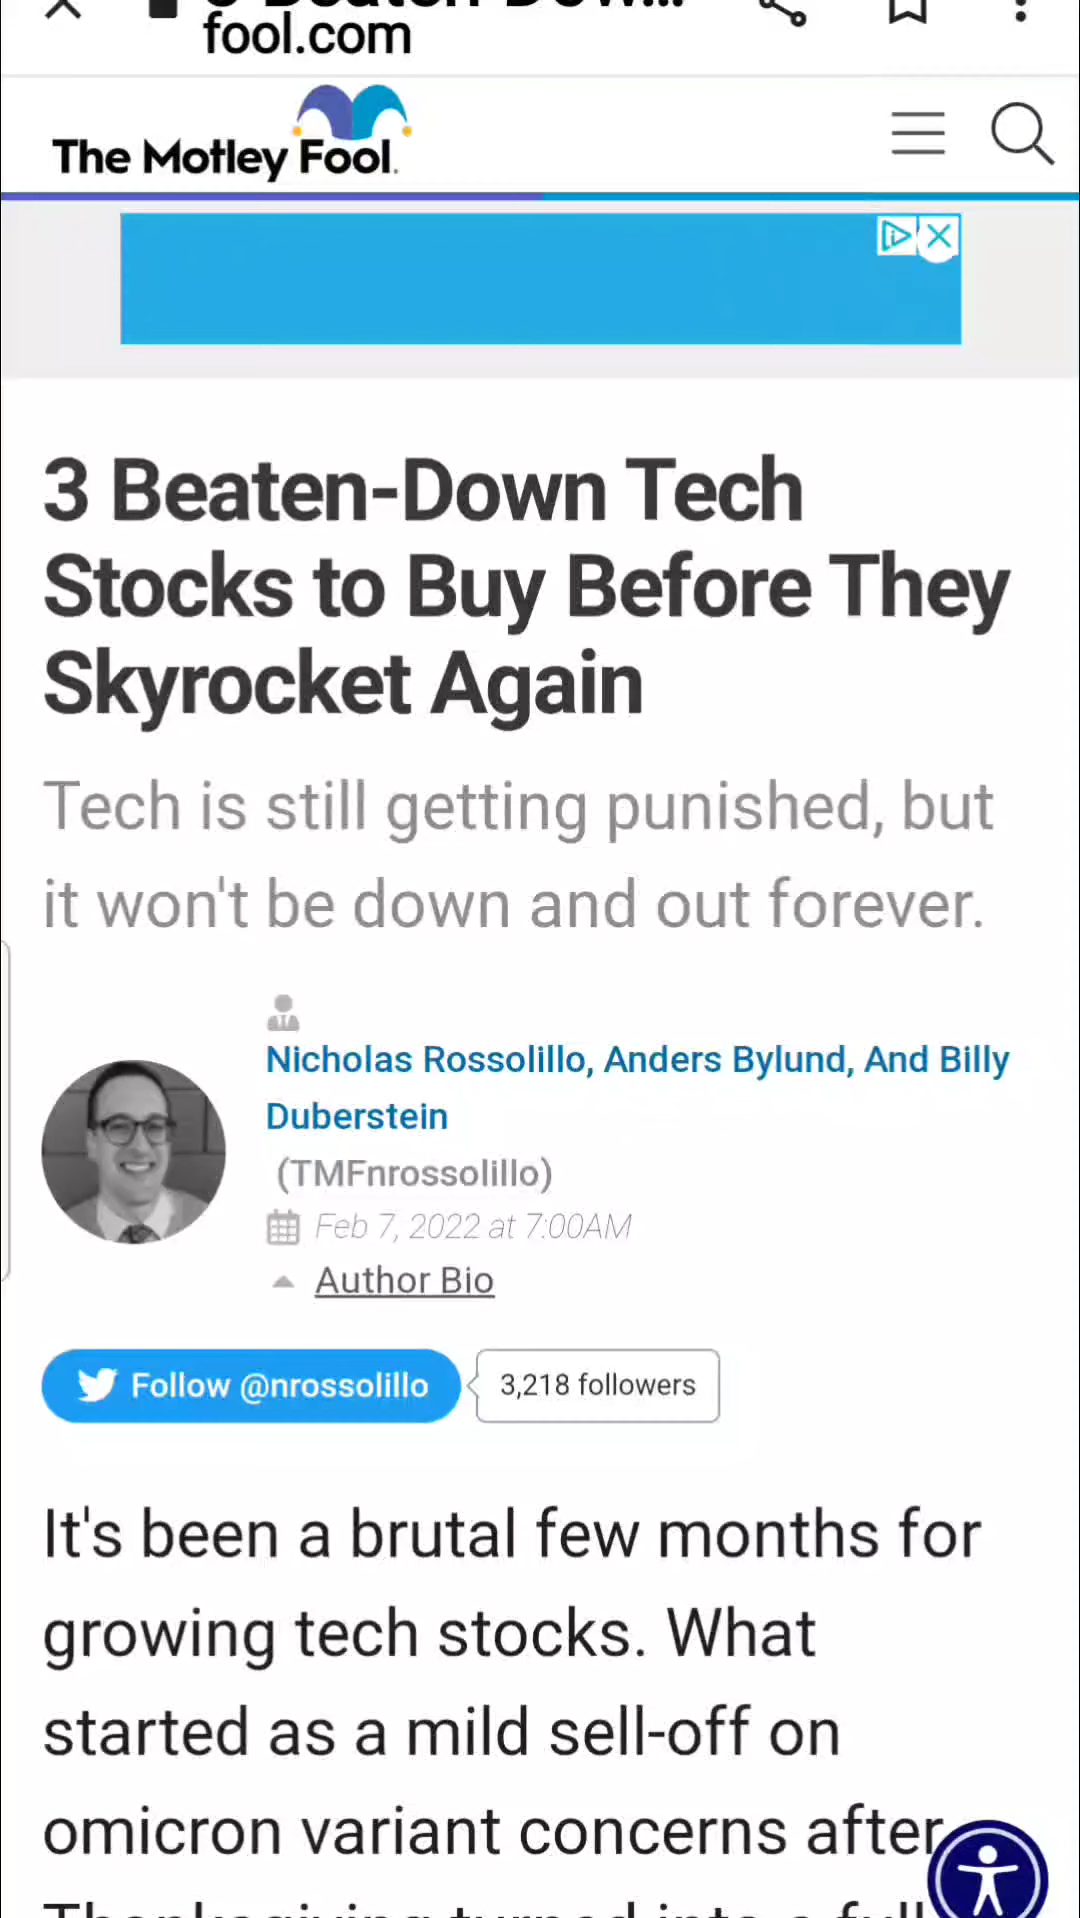 fool.com
The Motley Fool.
3 Beaten-Down Tech
Stocks to Buy Before They
Skyrocket Again
Tech is still getting punished, but
it won't be down and out forever.
Nicholas Rossolillo, Anders Bylund, And Billy
Duberstein
(TMFnrossolillo)
Feb 7, 2022 at 7:00AM
Author Bio
Follow @nrossolillo
3,218 followers
It's been a brutal few months for
growing tech stocks. What
started as a mild sell-off on
omicron variant concerns after